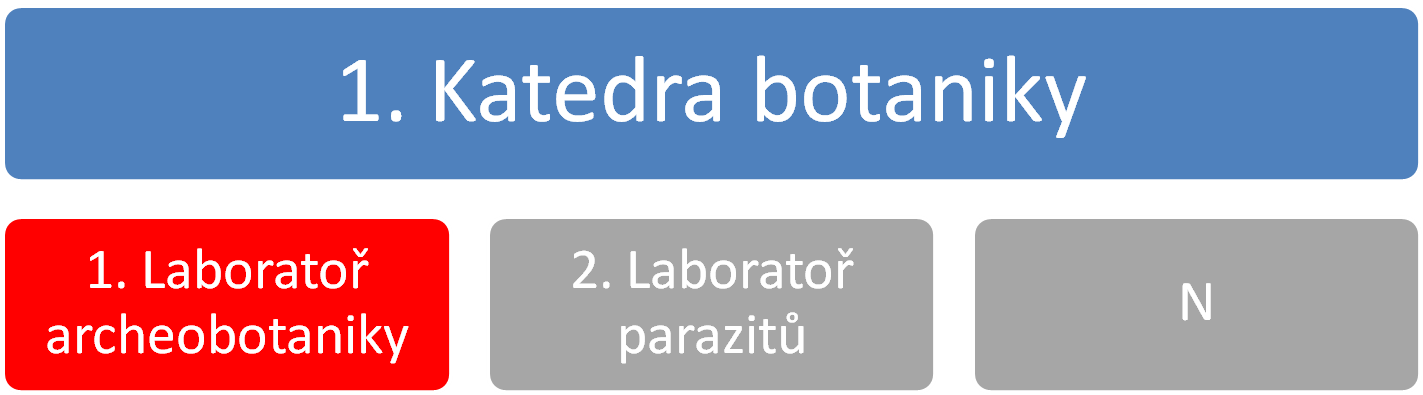 1. Katedra botaniky
1. Laboratoř
archeobotaniky
2. Laboratoř
parazitů
N